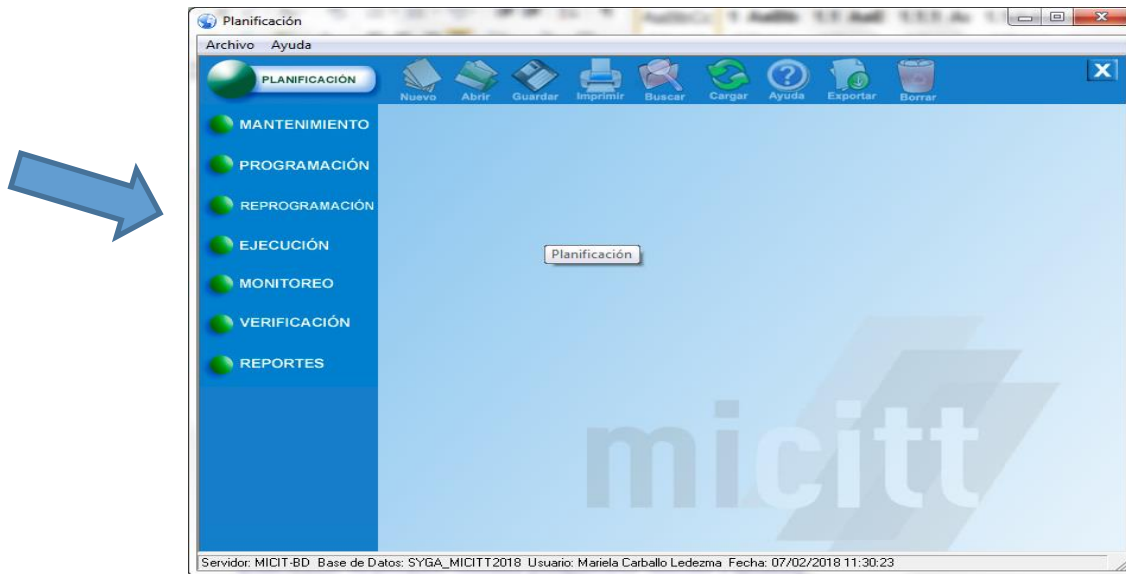 Planificación
Archivo Ayuda
PLANIFICACIÓN
Nuevo Abrir Guardar Imprimir Buscar Cargar Ayuda Exportar Borrar
MANTENIMIENTO
PROGRAMACIÓN
REPROGRAMACIÓN
EJECUCIÓN
Planificación
MONITOREO
VERIFICACIÓN
REPORTES
micitt
Servidor: MICIT-BD Base de Datos: SYGA_MICITT2018 Usuario: Mariela Carballo Ledezma Fecha: 07/02/2018 11:30:23